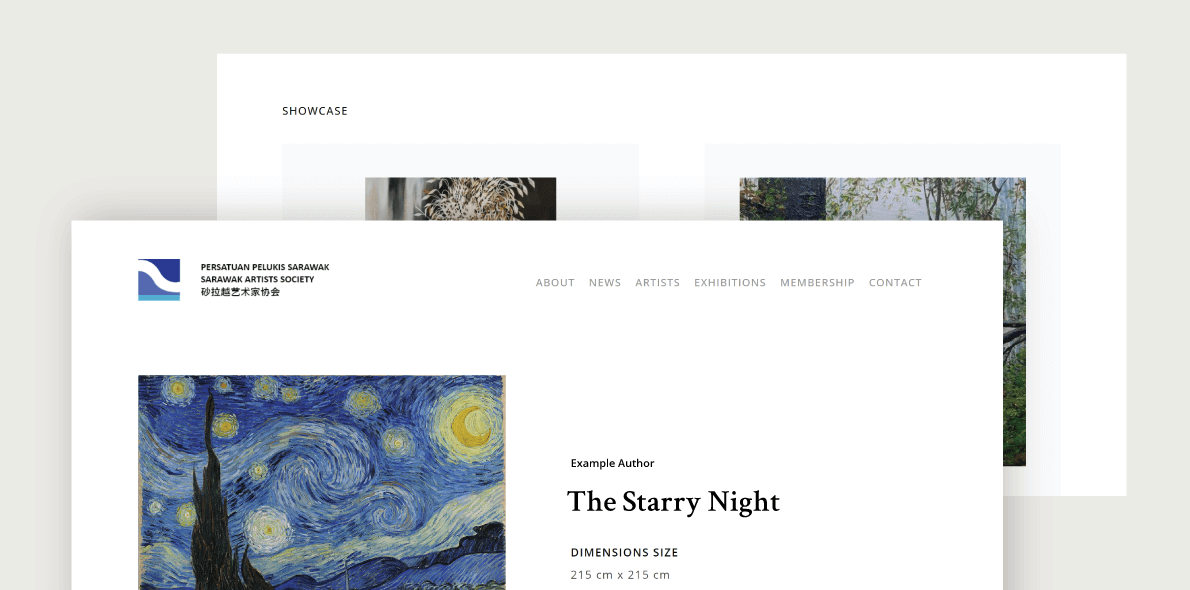 SHOWCASE
PERSATUAN PELUKIS SARAWAK
SARAWAK ARTISTS SOCIETY
砂拉越艺术家协会
ABOUT NEWS ARTISTS EXHIBITIONS MEMBERSHIP CONTACT
Example Author
The Starry Night
DIMENSIONS SIZE
215 cm x 215 cm